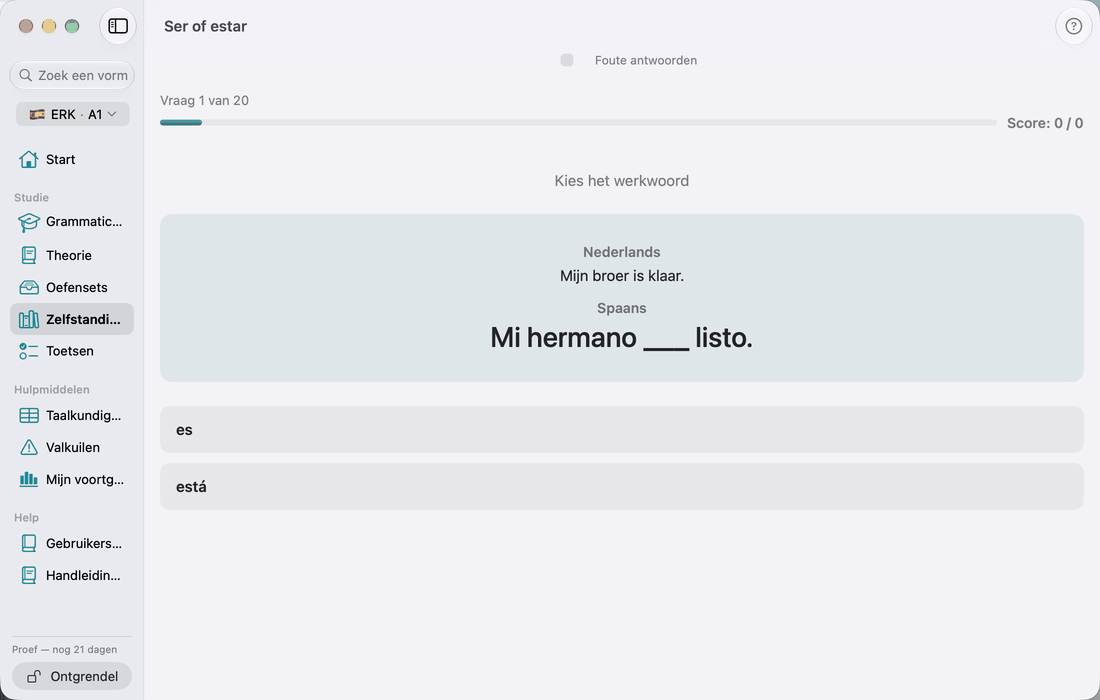 Ser of estar
Foute antwoorden
Zoek een vorm
ERK · A1
Start
Studie
Grammatic...
Theorie
Oefensets
Zelfstandi...
Toetsen
Hulpmiddelen
Taalkundig...
Valkuilen
Mijn voortg...
Help
Gebruikers...
Handleidin...
Proef — nog 21 dagen
Ontgrendel
Vraag 1 van 20
Score: 0 / 0
Kies het werkwoord
Nederlands
Mijn broer is klaar.
Spaans
Mi hermano ____ listo.
es
está